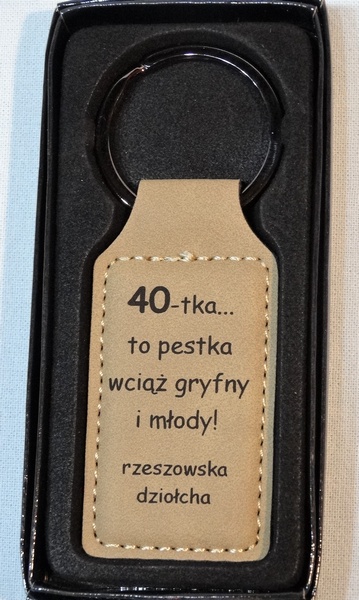 40-tka...
to pestka
wciąż gryfny
i młody!
rzeszowska
dziołcha